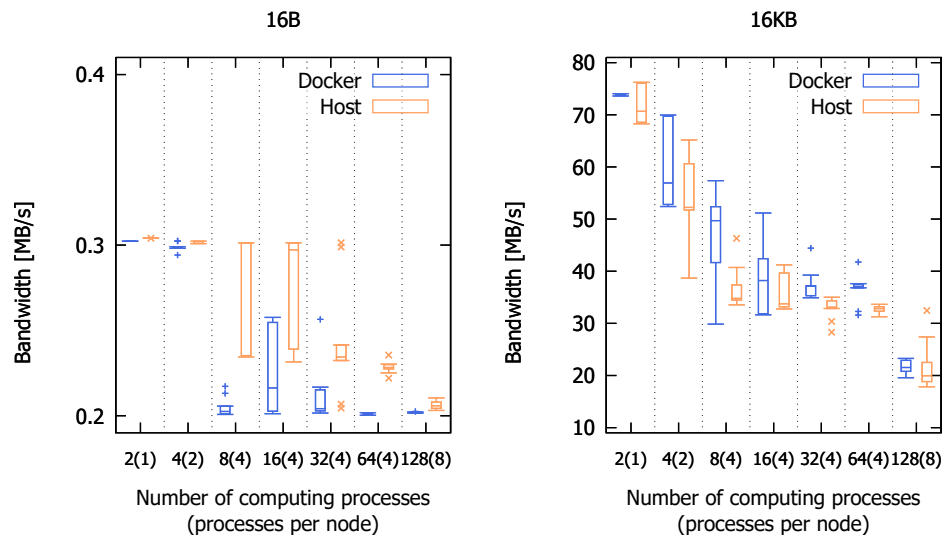 16B
0.4
0.3
0.2
Bandwidth [MB/s]
Docker
Host
2(1) 4(2) 8(4) 16(4) 32(4) 64(4) 128(8)
Number of computing processes
(processes per node)
16KB
80
70
60
50
40
30
20
10
Bandwidth [MB/s]
Docker
Host
2(1) 4(2) 8(4) 16(4) 32(4) 64(4) 128(8)
Number of computing processes
(processes per node)